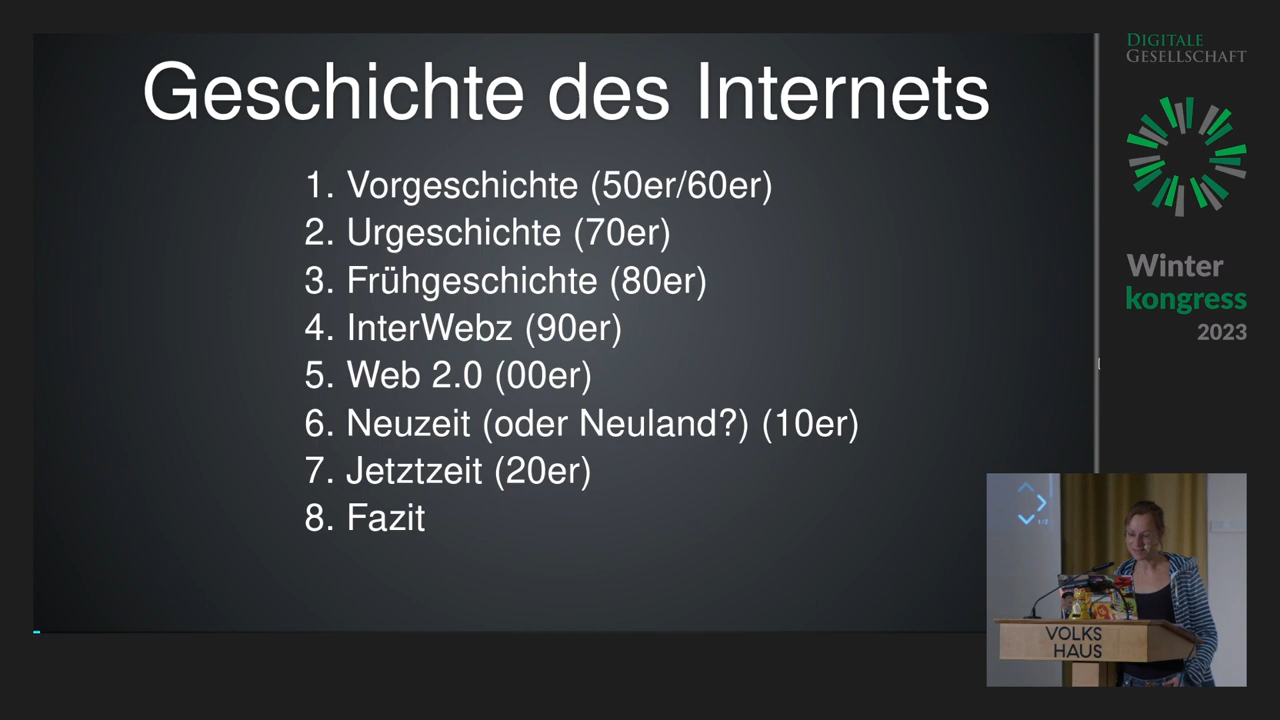 Geschichte des Internets
1. Vorgeschichte (50er/60er)
2. Urgeschichte (70er)
3. Frühgeschichte (80er)
4. InterWebz (90er)
5. Web 2.0 (00er)
6. Neuzeit (oder Neuland?) (10er)
7. Jetztzeit (20er)
8. Fazit
DIGITALE
GESELLSCHAFT
Winter
kongress
2023
1/2
VOLKS
HAUS